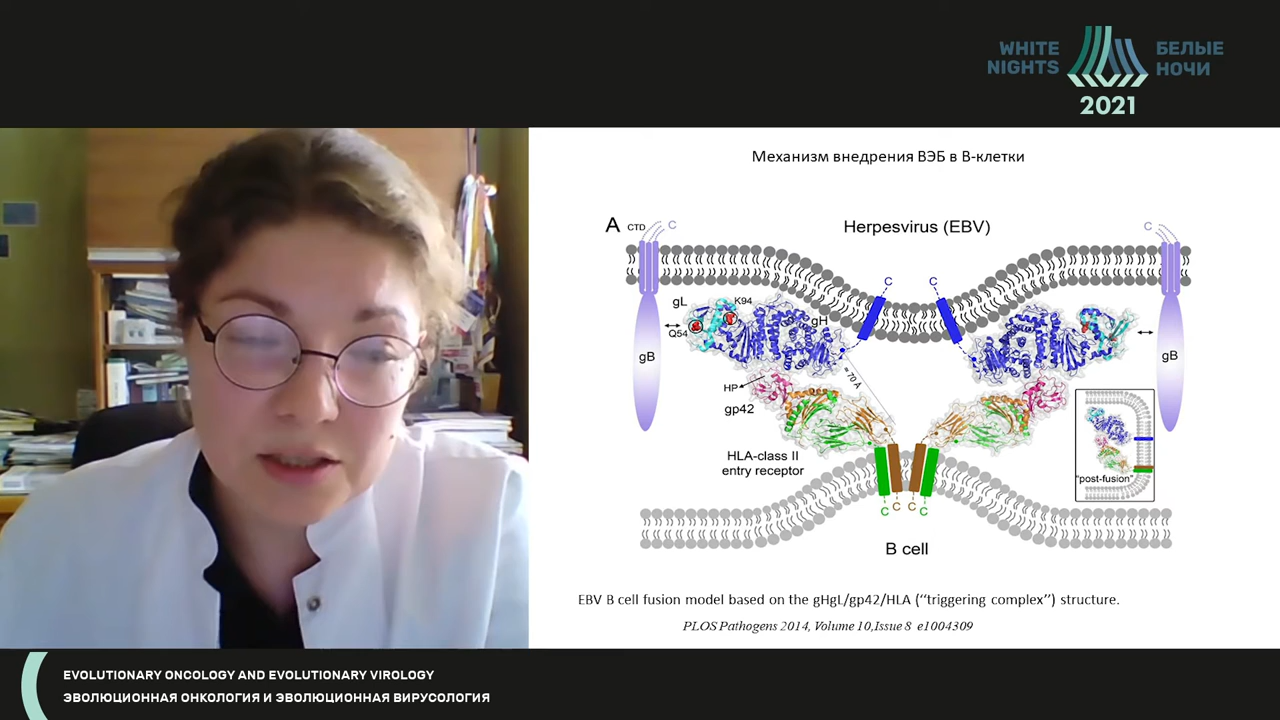 WHITE
NIGHTS
БЕЛЫЕ
НОЧИ
2021
Механизм внедрения ВЭБ в В-клетки
A
CTD
C
Herpesvirus (EBV)
C
C
C
gL
K94
gH
Q54
gB
gB
≈70 Å
HP
gp42
HLA-class II
entry receptor
"post-fusion"
C C C C
B cell
EBV B cell fusion model based on the gHgL/gp42/HLA (‘‘triggering complex’’) structure.
PLOS Pathogens 2014, Volume 10,Issue 8 e1004309
EVOLUTIONARY ONCOLOGY AND EVOLUTIONARY VIROLOGY
ЭВОЛЮЦИОННАЯ ОНКОЛОГИЯ И ЭВОЛЮЦИОННАЯ ВИРУСОЛОГИЯ